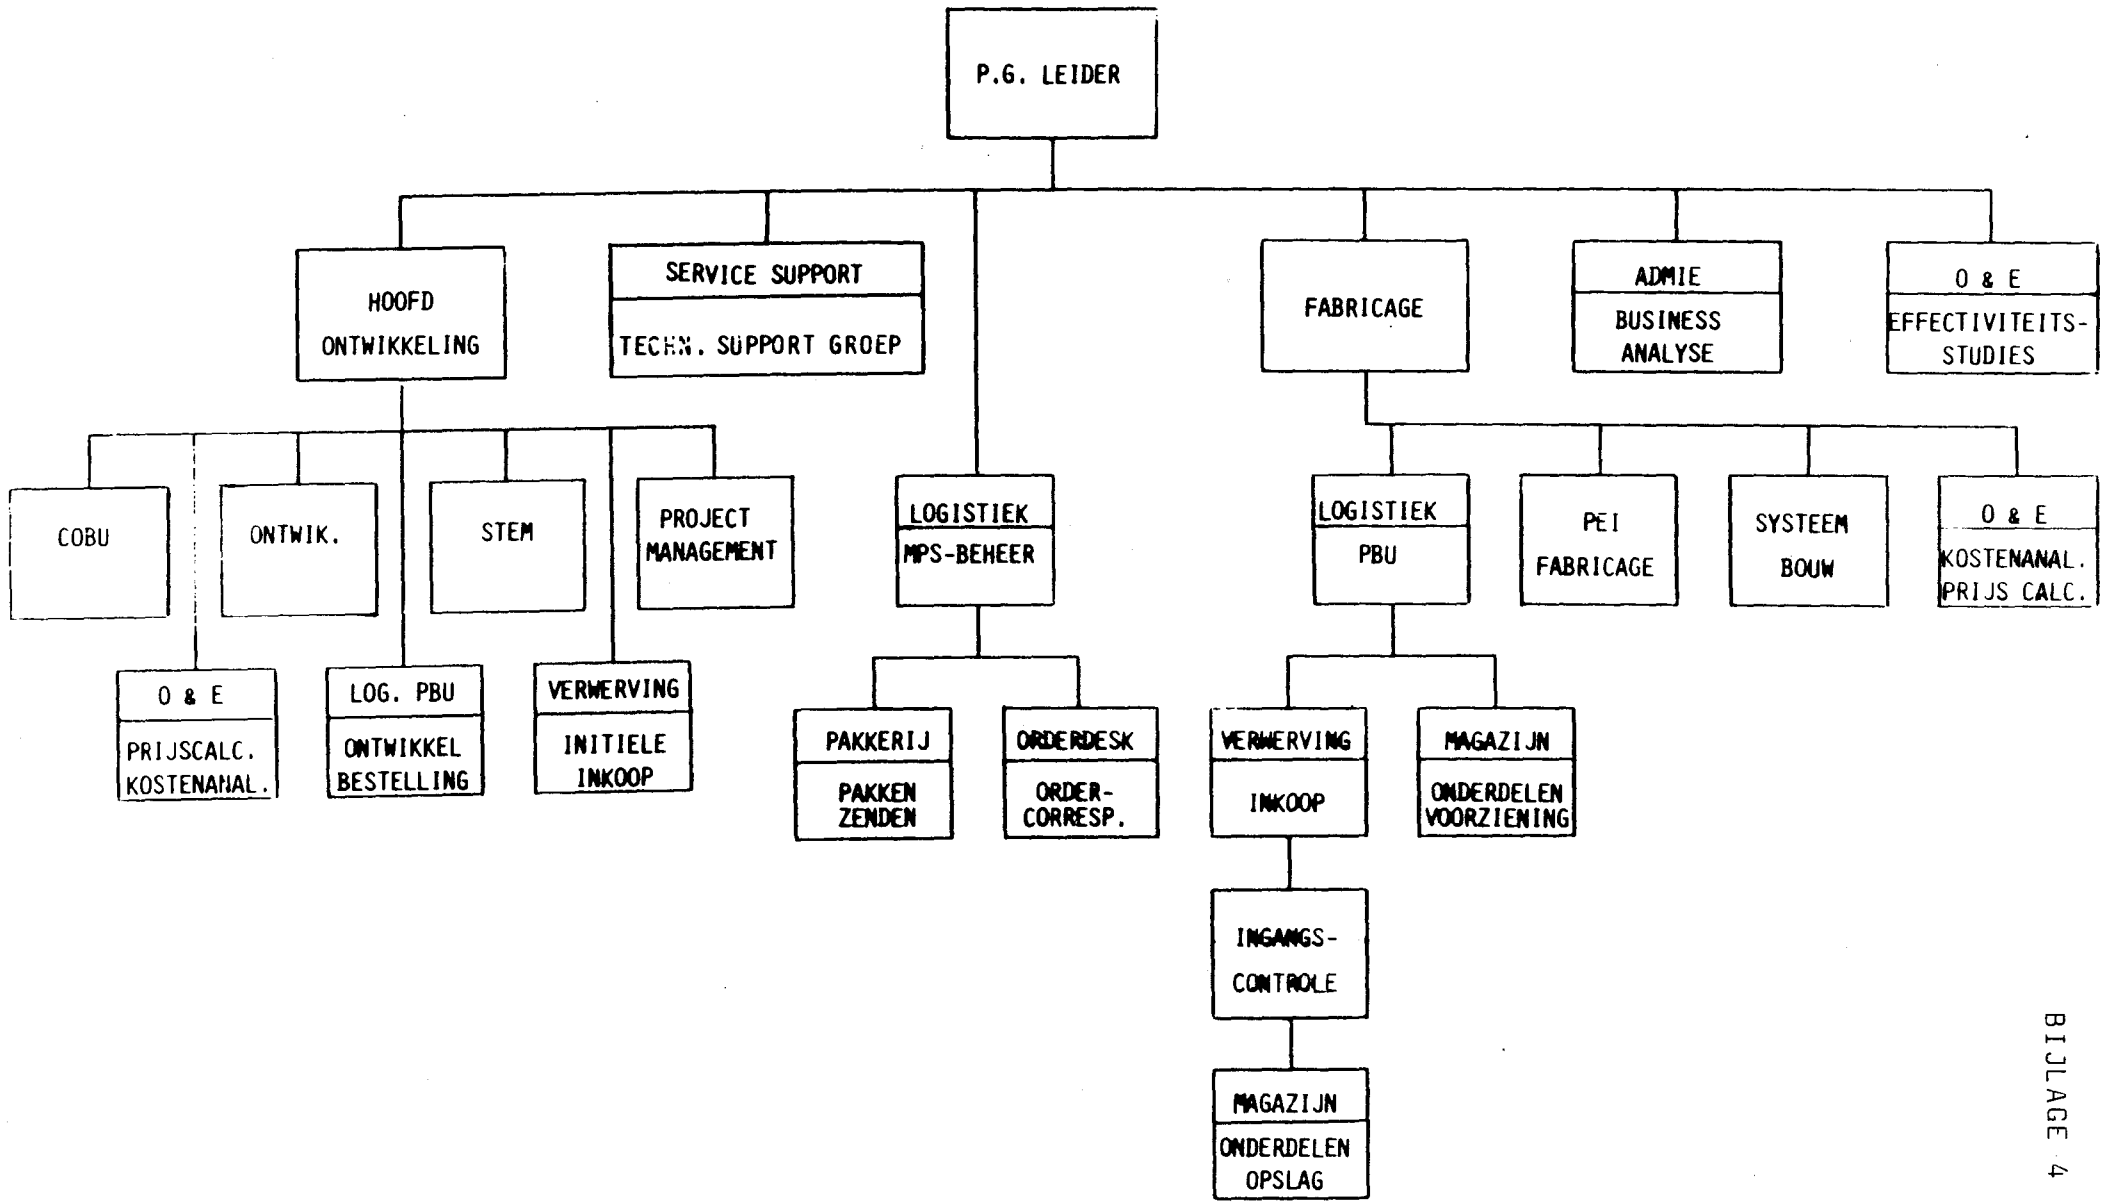 P.G. LEIDER
HOOFD
ONTWIKKELING
SERVICE SUPPORT
TECHN. SUPPORT GROEP
FABRICAGE
ADMIE
BUSINESS
ANALYSE
O & E
EFFECTIVITEITS-
STUDIES
COBU
ONTWIK.
STEM
PROJECT
MANAGEMENT
LOGISTIEK
MPS-BEHEER
LOGISTIEK
PBU
PEI
FABRICAGE
SYSTEEM
BOUW
O & E
KOSTENANAL.
PRIJS CALC.
O & E
PRIJSCALC.
KOSTENANAL.
LOG. PBU
ONTWIKKEL
BESTELLING
VERWERVING
INITIELE
INKOOP
PAKKERIJ
PAKKEN
ZENDEN
ORDERDESK
ORDER-
CORRESP.
VERWERVING
INKOOP
MAGAZIJN
ONDERDELEN
VOORZIENING
INGANGS-
CONTROLE
MAGAZIJN
ONDERDELEN
OPSLAG
BIJLAGE 4